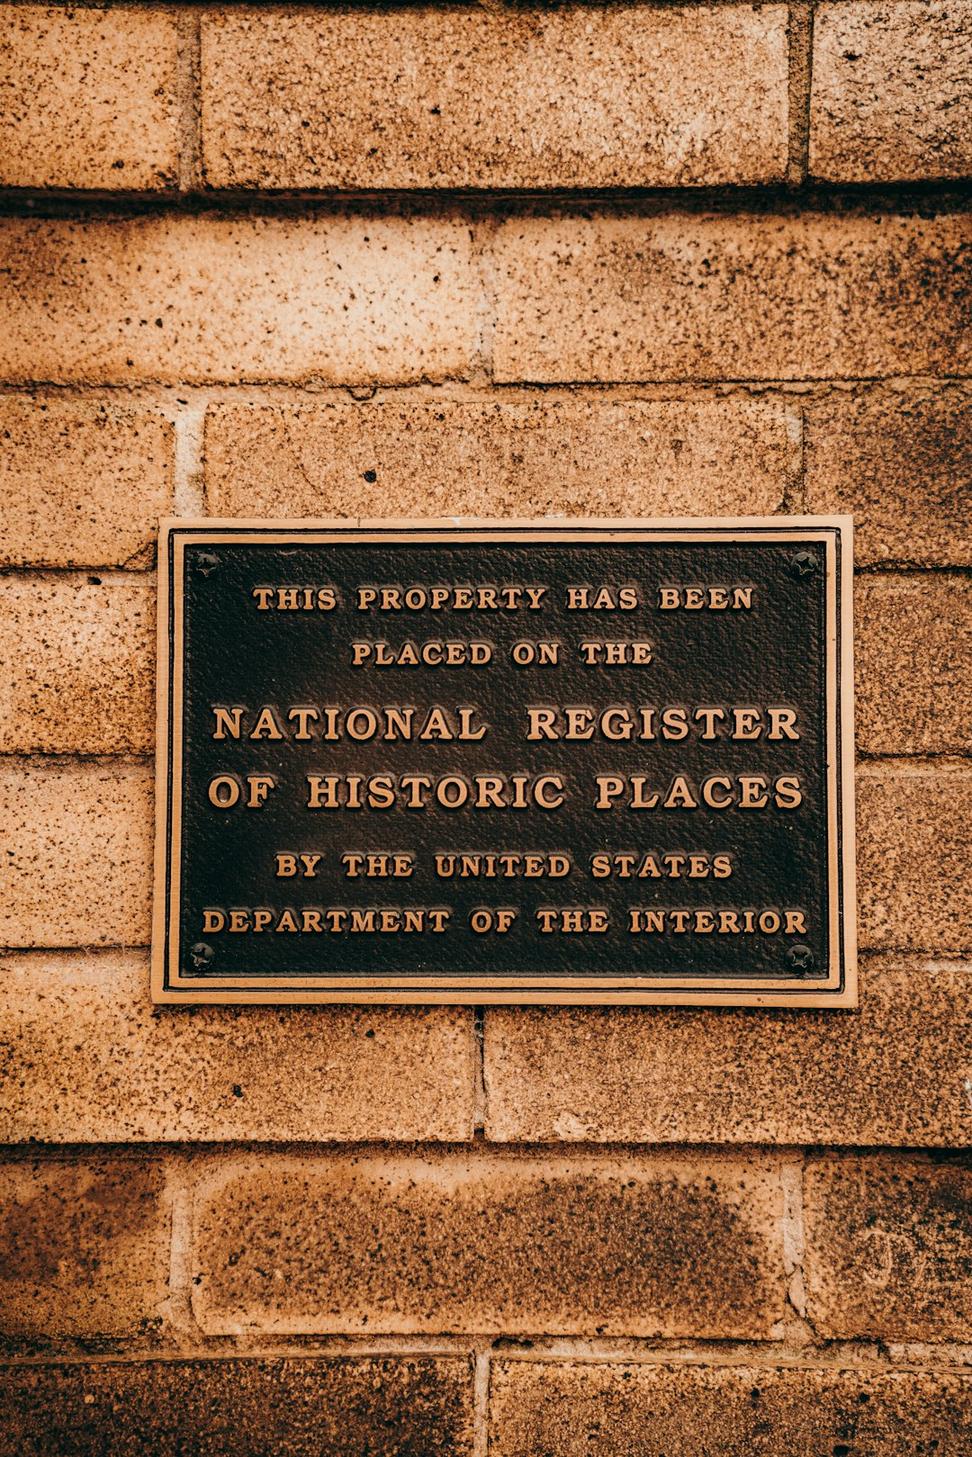 THIS PROPERTY HAS BEEN
PLACED ON THE
NATIONAL REGISTER
OF HISTORIC PLACES
BY THE UNITED STATES
DEPARTMENT OF THE INTERIOR